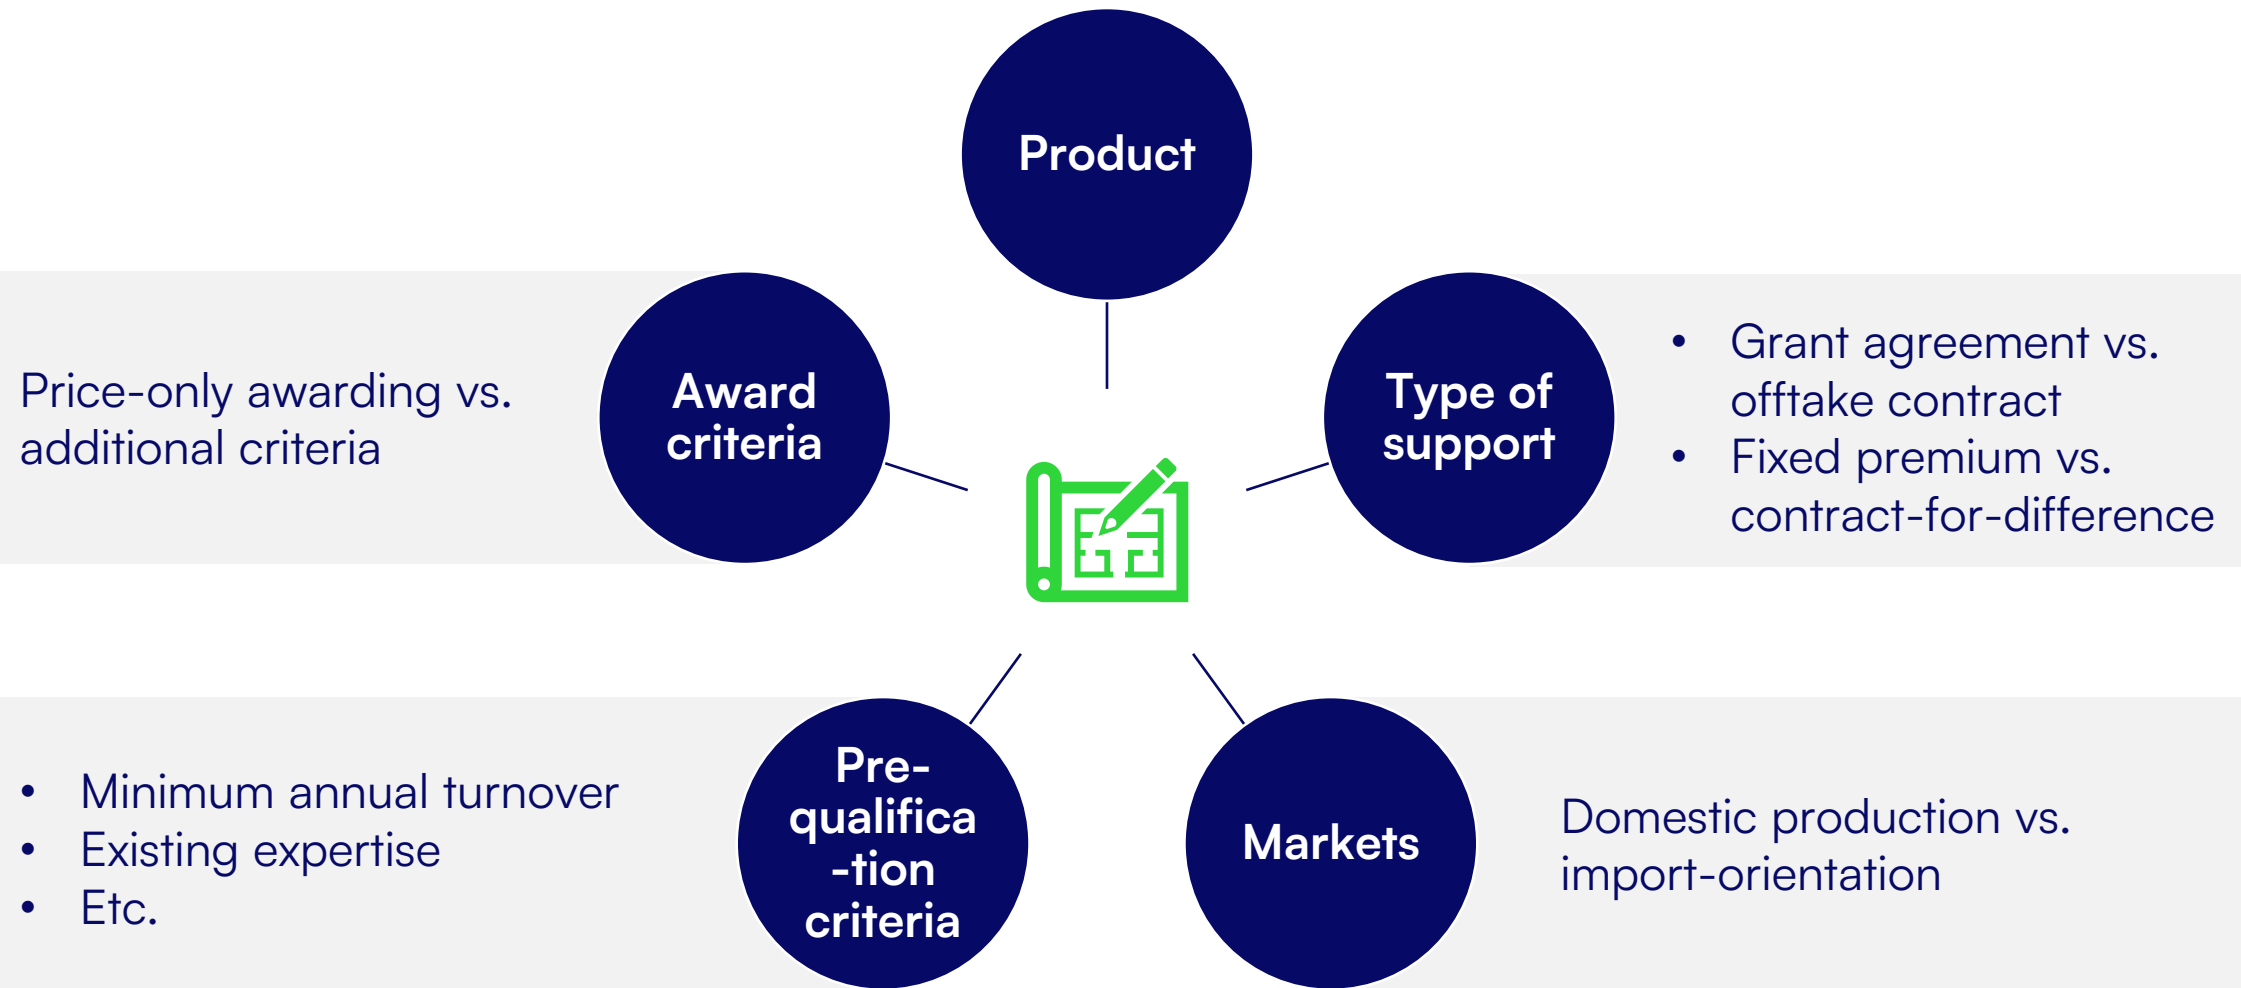 Product
Price-only awarding vs.
additional criteria
Award
criteria
Type of
support
• Grant agreement vs.
offtake contract
• Fixed premium vs.
contract-for-difference
• Minimum annual turnover
• Existing expertise
• Etc.
Pre-
qualifica
-tion
criteria
Markets
Domestic production vs.
import-orientation